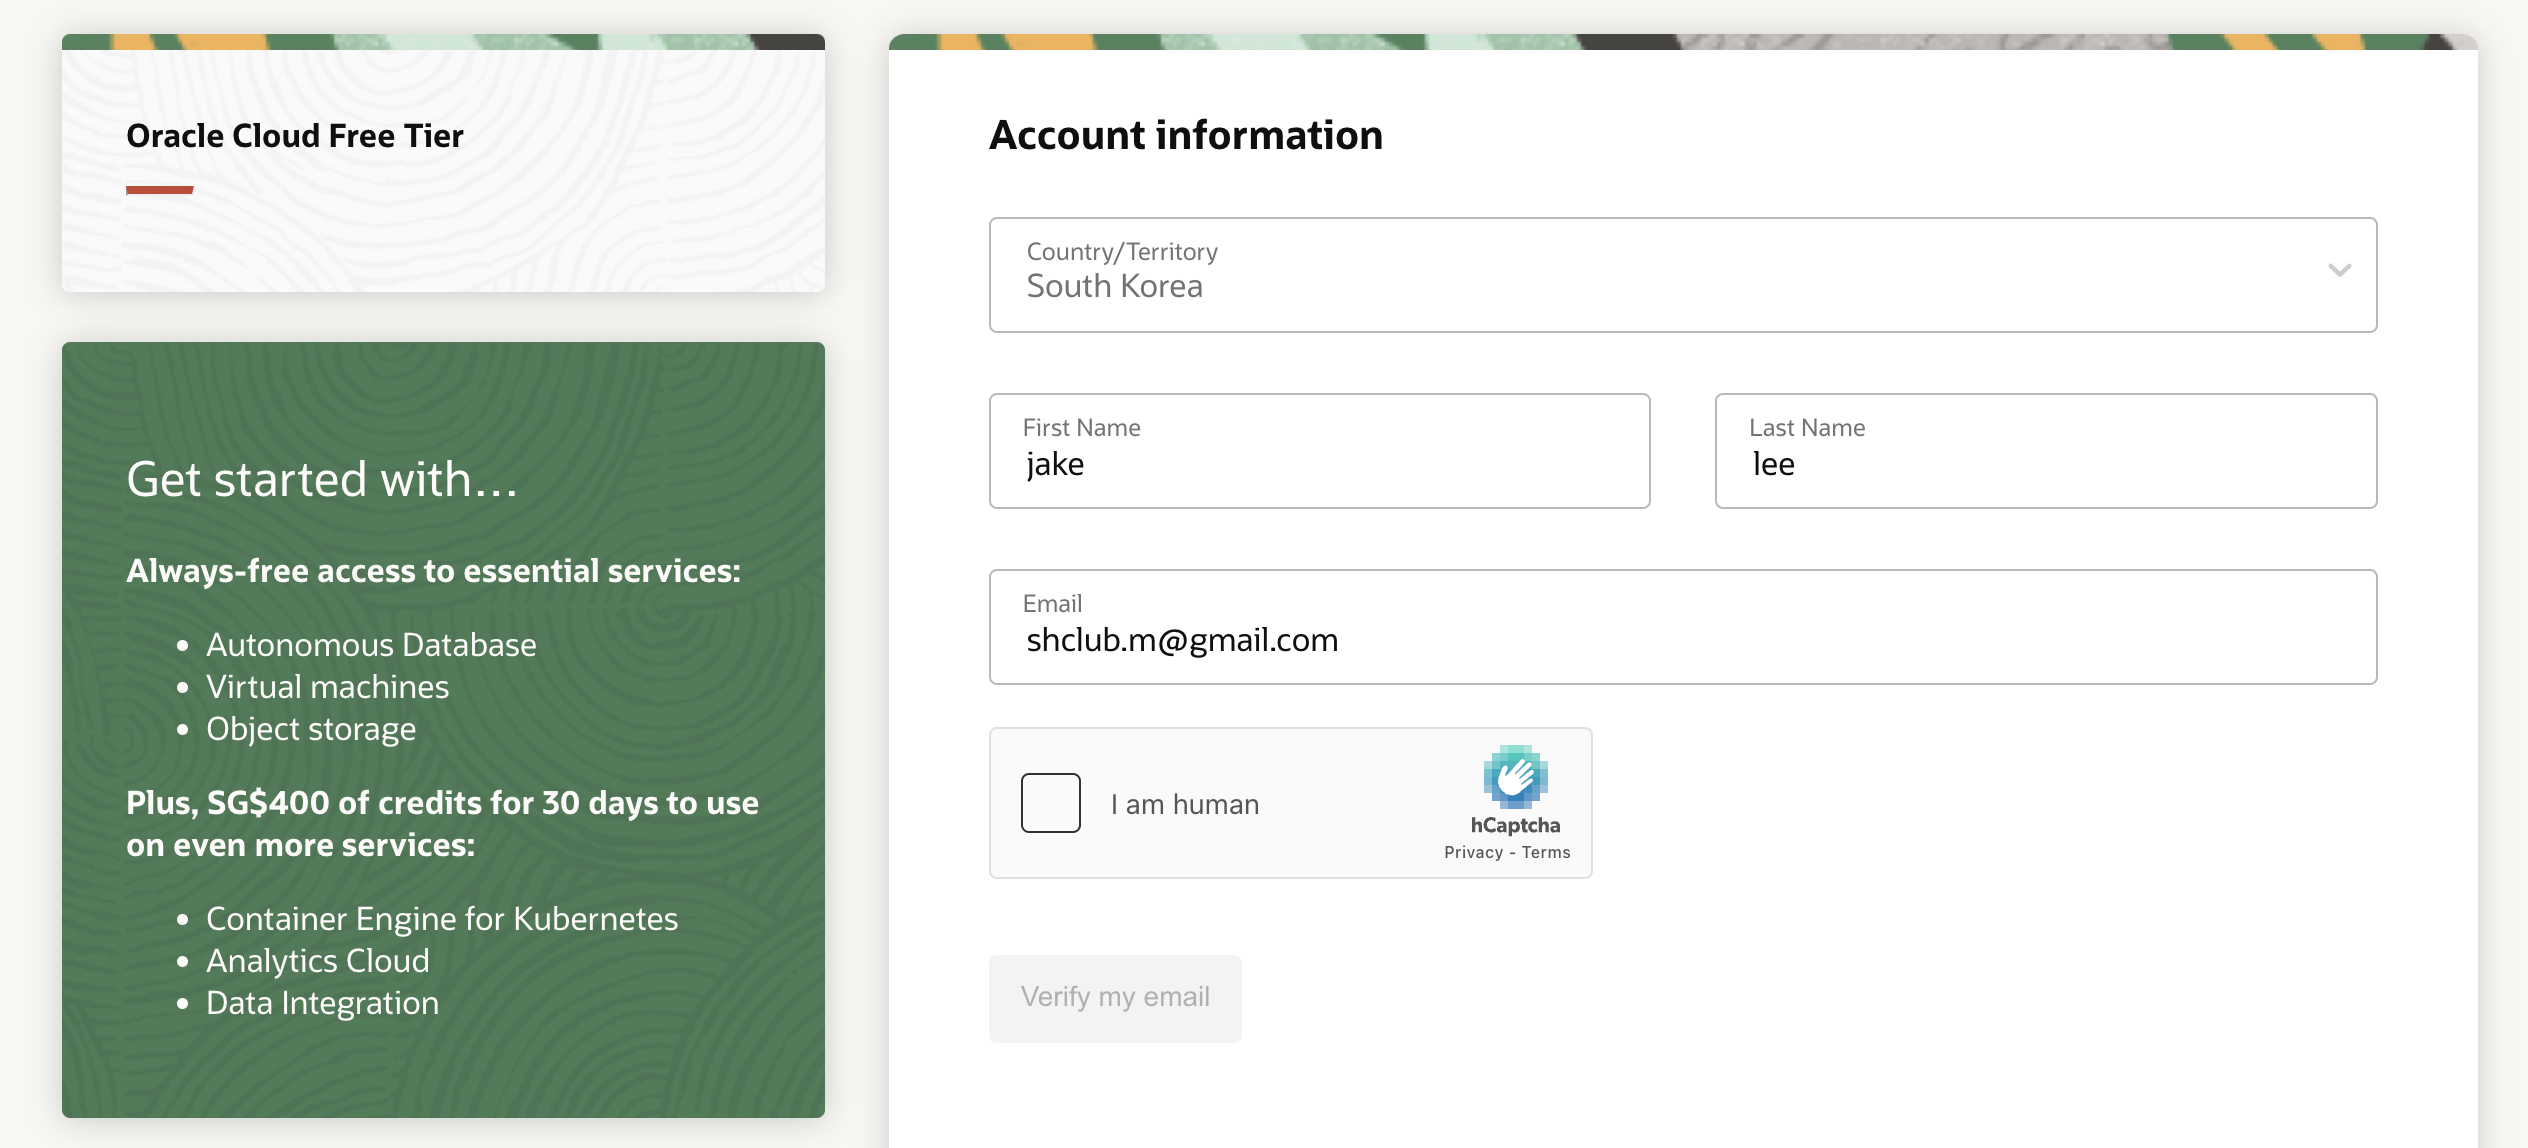 Oracle Cloud Free Tier
Get started with...
Always-free access to essential services:
• Autonomous Database
• Virtual machines
• Object storage
Plus, SG$400 of credits for 30 days to use
on even more services:
• Container Engine for Kubernetes
• Analytics Cloud
• Data Integration
Account information
Country/Territory
South Korea
First Name
jake
Last Name
lee
Email
shclub.m@gmail.com
I am human
hCaptcha
Privacy - Terms
Verify my email